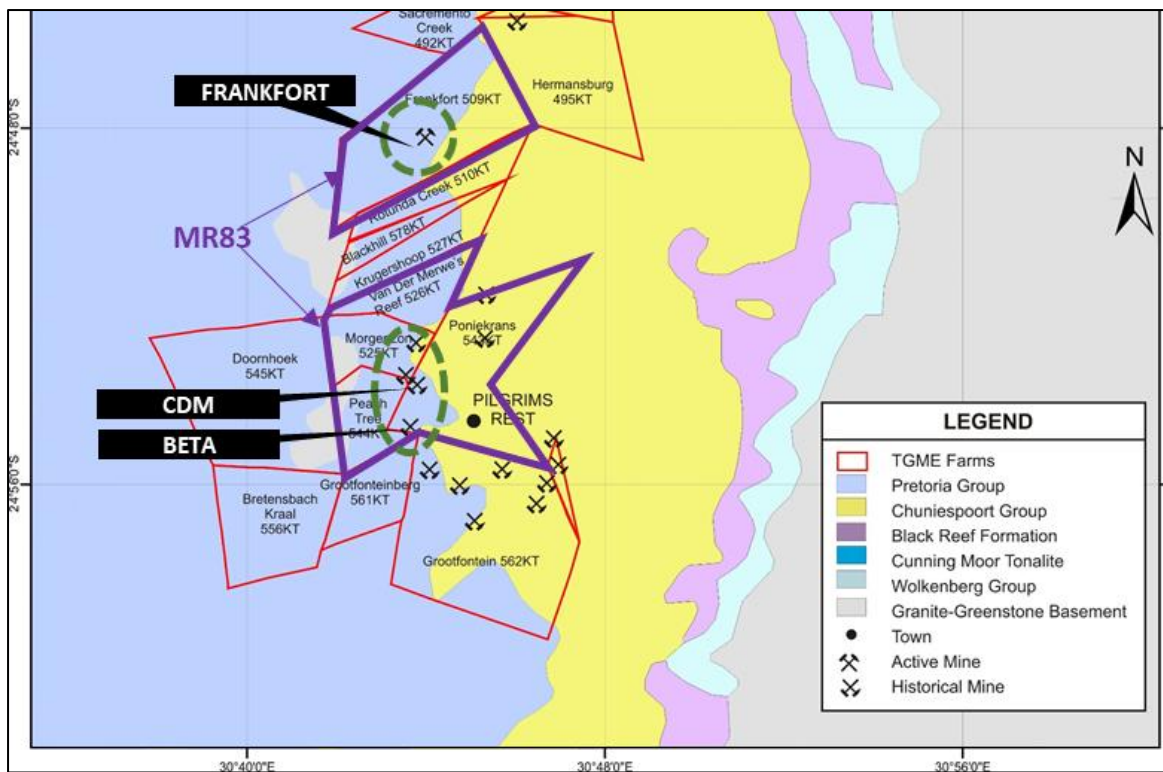 Sacremento
Creek
492KT
Hermansburg
495KT
FRANKFORT
Frankfort 509KT
24°48'0"S
N
Rotunda Creek 510KT
MR83
Blackhill 578KT
Krugershoop 527KT
Van Der Merwe's
Reef 526KT
Morgenzon
525KT
Poniekrans
Doornhoek
545KT
CDM
Peach
Tree
544K
PILGRIMS
REST
BETA
24°56'0"S
Grootfonteinberg
561KT
Bretensbach
Kraal
556KT
Grootfontein 562KT
LEGEND
TGME Farms
Pretoria Group
Chuniespoort Group
Black Reef Formation
Cunning Moor Tonalite
Wolkenberg Group
Granite-Greenstone Basement
Town
Active Mine
Historical Mine
30°40'0"E
30°48'0"E
30°56'0"E